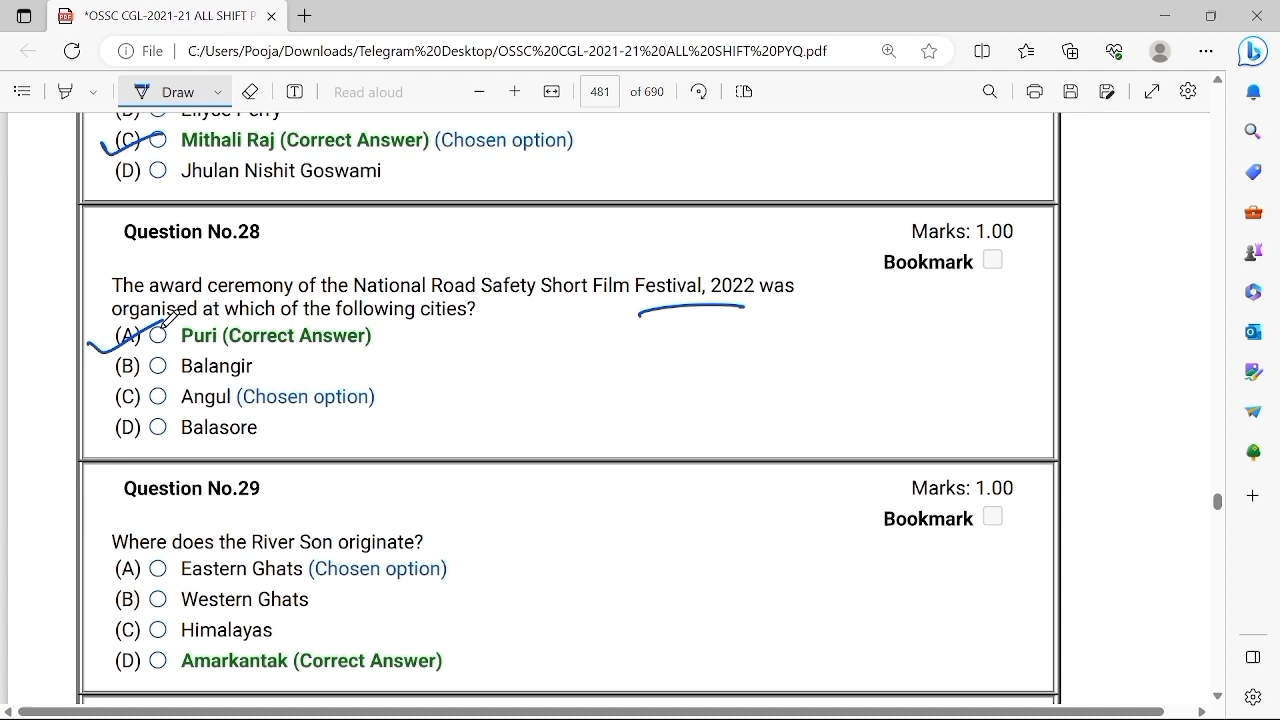 *OSSC CGL-2021-21 ALL SHIFT P
File
C:/Users/Pooja/Downloads/Telegram%20Desktop/OSSC%20CGL-2021-21%20ALL%20SHIFT%20PYQ.pdf
Draw
Read aloud
481 of 690
(C) Mithali Raj (Correct Answer) (Chosen option)
(D) Jhulan Nishit Goswami
Question No.28 Marks: 1.00
Bookmark
The award ceremony of the National Road Safety Short Film Festival, 2022 was
organised at which of the following cities?
(A) Puri (Correct Answer)
(B) Balangir
(C) Angul (Chosen option)
(D) Balasore
Question No.29 Marks: 1.00
Bookmark
Where does the River Son originate?
(A) Eastern Ghats (Chosen option)
(B) Western Ghats
(C) Himalayas
(D) Amarkantak (Correct Answer)